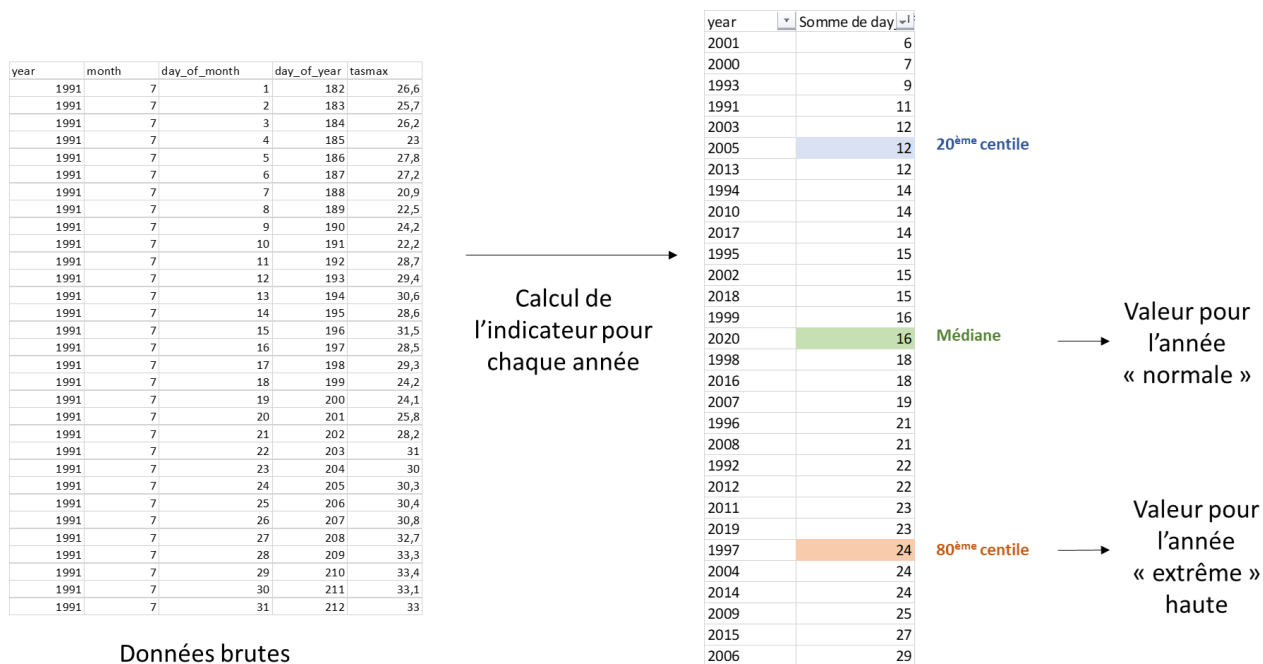 year month day_of_month day_of_year tasmax
1991 7 1 182 26,6
1991 7 2 183 25,7
1991 7 3 184 26,2
1991 7 4 185 23
1991 7 5 186 27,8
1991 7 6 187 27,2
1991 7 7 188 20,9
1991 7 8 189 22,5
1991 7 9 190 24,2
1991 7 10 191 22,2
1991 7 11 192 28,7
1991 7 12 193 29,4
1991 7 13 194 30,6
1991 7 14 195 28,6
1991 7 15 196 31,5
1991 7 16 197 28,5
1991 7 17 198 29,3
1991 7 18 199 24,2
1991 7 19 200 24,1
1991 7 20 201 25,8
1991 7 21 202 28,2
1991 7 22 203 31
1991 7 23 204 30
1991 7 24 205 30,3
1991 7 25 206 30,4
1991 7 26 207 30,8
1991 7 27 208 32,7
1991 7 28 209 33,3
1991 7 29 210 33,4
1991 7 30 211 33,1
1991 7 31 212 33
Données brutes
Calcul de
l'indicateur pour
chaque année
year Somme de day_
2001 6
2000 7
1993 9
1991 11
2003 12
2005 12
2013 12
1994 14
2010 14
2017 14
1995 15
2002 15
2018 15
1999 16
2020 16
1998 18
2016 18
2007 19
1996 21
2008 21
1992 22
2012 22
2011 23
2019 23
1997 24
2004 24
2014 24
2009 25
2015 27
2006 29
20ème centile
Médiane
80ème centile
Valeur pour
l'année
« normale »
Valeur pour
l'année
« extrême »
haute